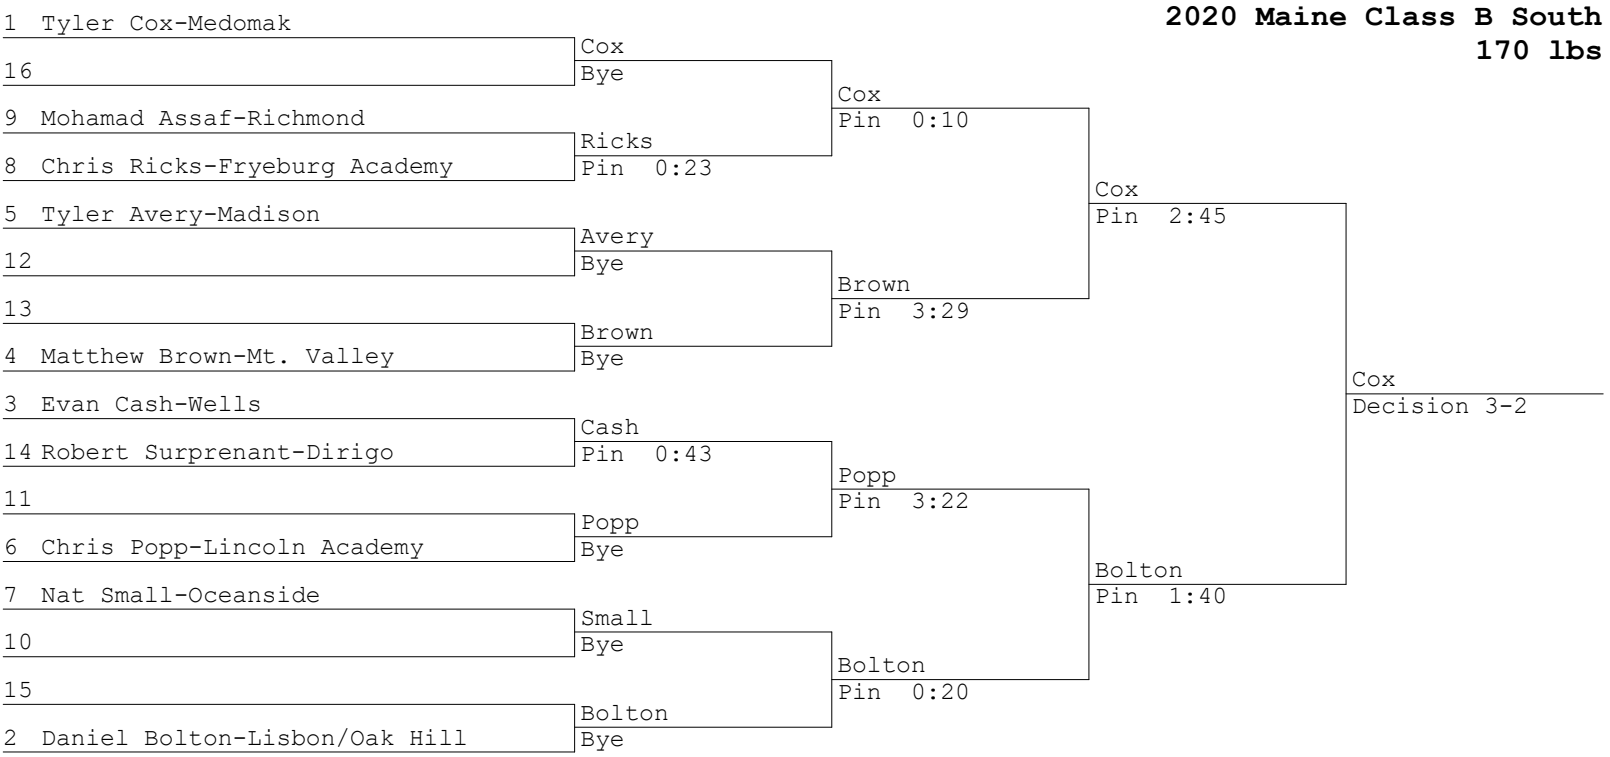 2020 Maine Class B South
170 lbs
1 Tyler Cox-Medomak
16
9 Mohamad Assaf-Richmond
8 Chris Ricks-Fryeburg Academy
5 Tyler Avery-Madison
12
13
4 Matthew Brown-Mt. Valley
3 Evan Cash-Wells
14 Robert Surprenant-Dirigo
11
6 Chris Popp-Lincoln Academy
7 Nat Small-Oceanside
10
15
2 Daniel Bolton-Lisbon/Oak Hill
Cox
Bye
Ricks
Pin 0:23
Avery
Bye
Brown
Bye
Cash
Pin 0:43
Popp
Bye
Small
Bye
Bolton
Bye
Cox
Pin 0:10
Brown
Pin 3:29
Popp
Pin 3:22
Bolton
Pin 0:20
Cox
Pin 2:45
Bolton
Pin 1:40
Cox
Decision 3-2